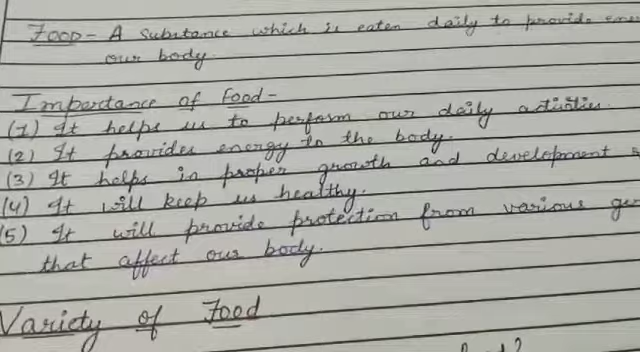 Food - A substance which is eaten daily to provide
our body.
Importance of Food -
(1) It helps us to perform our daily activities.
(2) It provides energy to the body.
(3) It helps in proper growth and development
(4) It will keep us healthy.
(5) It will provide protection from various
that affect our body.
Variety of Food